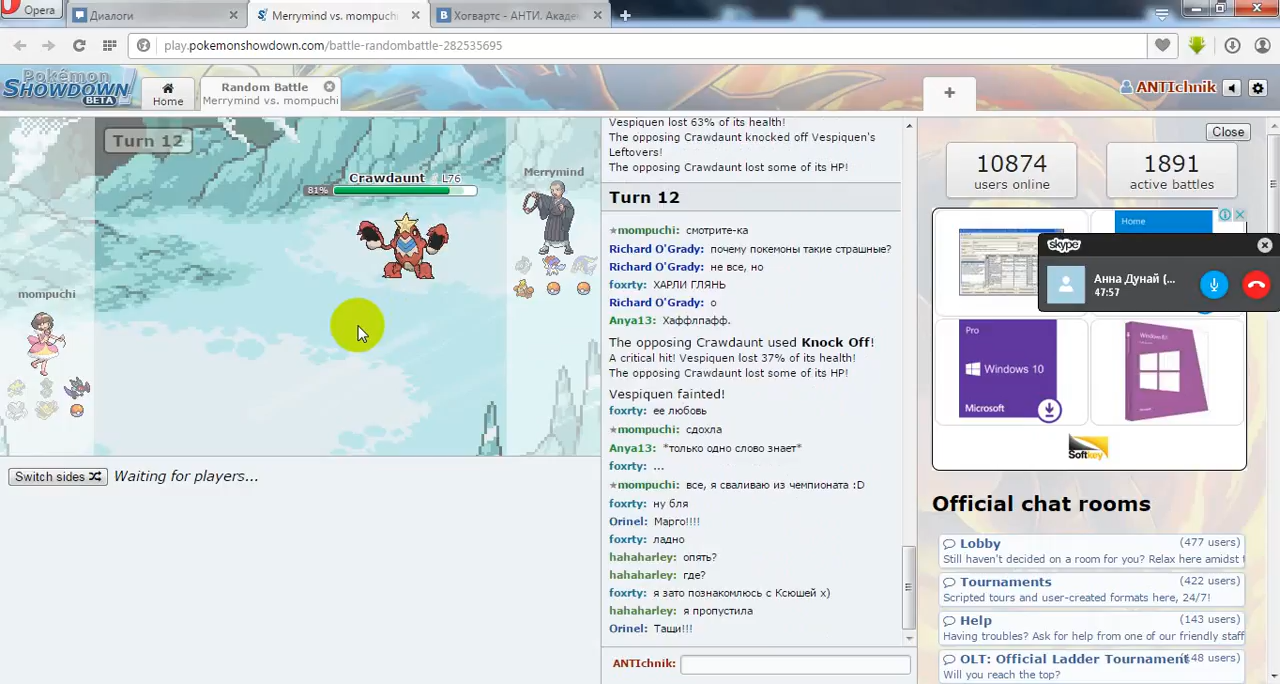 Opera
Диалоги
Merrymind vs. mompuch
Хогвартс - АНТИ. Акаде
play.pokemonshowdown.com/battle-randombattle-282535695
Pokémon
SHOWDOWN
BETA
Home
Random Battle
Merrymind vs. mompuchi
ANTIchnik
Turn 12
Crawdaunt L76
81%
Merrymind
mompuchi
Switch sides
Waiting for players...
Vespiquen lost 63% of its health!
The opposing Crawdaunt knocked off Vespiquen's
Leftovers!
The opposing Crawdaunt lost some of its HP!
Turn 12
★mompuchi: смотрите-ка
Richard O'Grady: почему покемоны такие страшные?
Richard O'Grady: не все, но
foxrty: ХАРЛИ ГЛЯНЬ
Richard O'Grady: о
Anya13: Хаффлпафф.
The opposing Crawdaunt used Knock Off!
A critical hit! Vespiquen lost 37% of its health!
The opposing Crawdaunt lost some of its HP!
Vespiquen fainted!
foxrty: ее любовь
★mompuchi: сдохла
Anya13: *только одно слово знает*
foxrty: ...
★mompuchi: все, я сваливаю из чемпионата :D
foxrty: ну бля
Orinel: Марго!!!!
foxrty: ладно
hahaharley: опять?
hahaharley: где?
foxrty: я зато познакомлюсь с Ксюшей x)
hahaharley: я пропустила
Orinel: Тащи!!!
ANTIchnik:
Close
10874
users online
1891
active battles
Home
skype
Анна Дунай (...
47:57
Pro
Windows 10
Microsoft
Softkey
Official chat rooms
Lobby (477 users)
Still haven't decided on a room for you? Relax here amidst t
Tournaments (422 users)
Scripted tours and user-created formats here, 24/7!
Help (143 users)
Having troubles? Ask for help from one of our friendly staff
OLT: Official Ladder Tournament (148 users)
Will you reach the top?